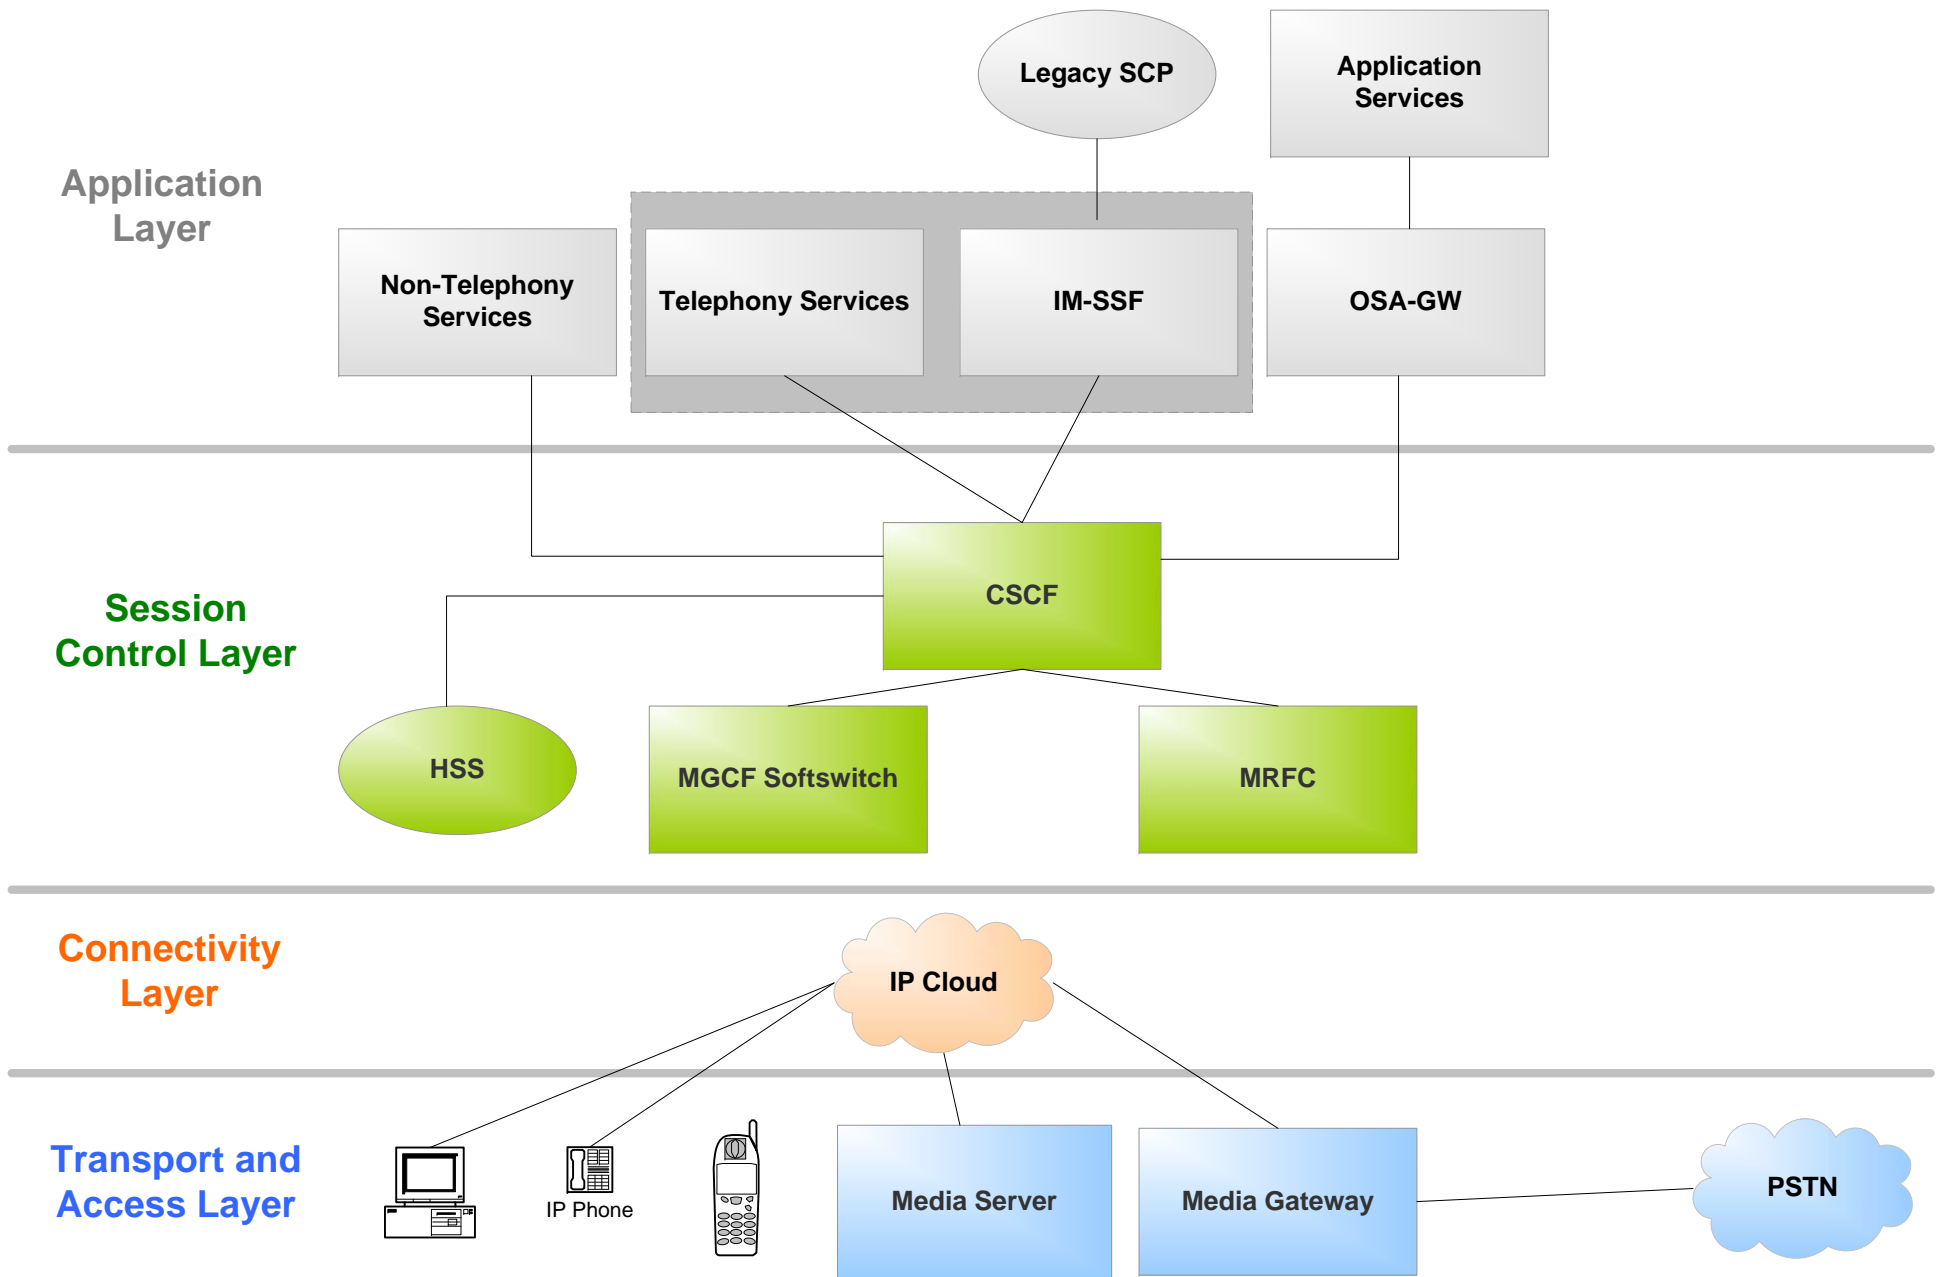 Legacy SCP
Application
Services
Application
Layer
Non-Telephony
Services
Telephony Services
IM-SSF
OSA-GW
Session
Control Layer
CSCF
HSS
MGCF Softswitch
MRFC
Connectivity
Layer
IP Cloud
Transport and
Access Layer
IP Phone
Media Server
Media Gateway
PSTN